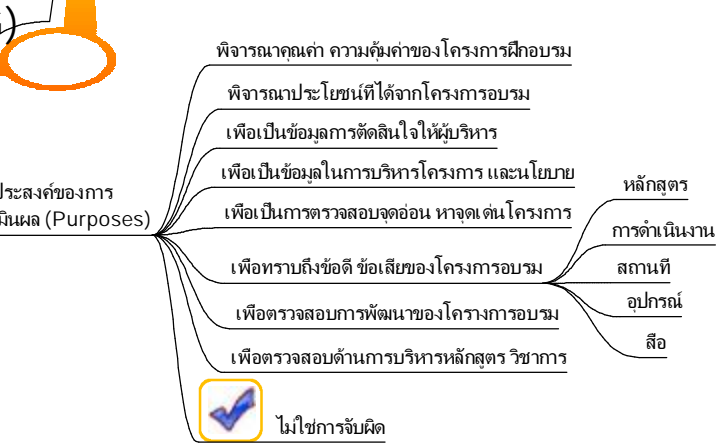 )
พิจารณาคุณค่า ความคุ้มค่าของโครงการฝึกอบรม
พิจารณาประโยชน์ทีได้จากโครงการอบรม
เพือเป็นข้อมูลการตัดสินใจให้ผู้บริหาร
เพือเป็นข้อมูลในการบริหารโครงการ และนโยบาย
เพือเป็นการตรวจสอบจุดอ่อน หาจุดเด่นโครงการ
ประสงค์ของการ
มินผล (Purposes)
เพือทราบถึงข้อดี ข้อเสียของโครงการอบรม
หลักสูตร
การดำเนินงาน
สถานที
อุปกรณ์
สือ
เพือตรวจสอบการพัฒนาของโครางการอบรม
เพือตรวจสอบด้านการบริหารหลักสูตร วิชาการ
ไม่ใช่การจับผิด